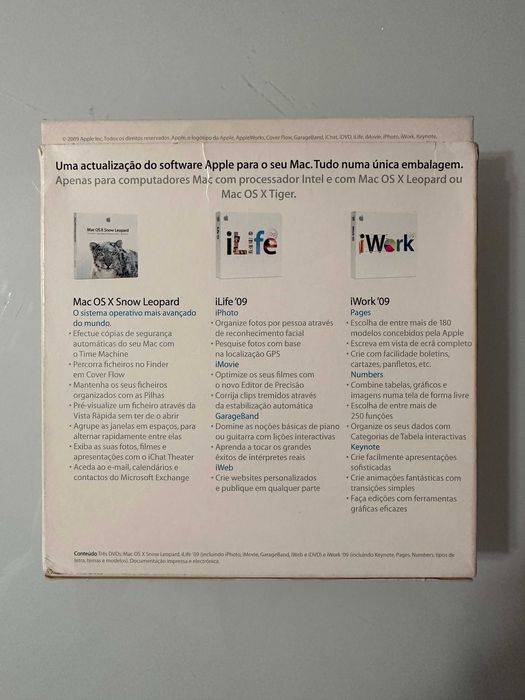 © 2009 Apple Inc. Todos os direitos reservados. Apple, o logótipo da Apple, AppleWorks, Cover Flow, GarageBand, iChat, iDVD, iLife, iMovie, iPhoto, iWork, Keynote,
Uma actualização do software Apple para o seu Mac. Tudo numa única embalagem.
Apenas para computadores Mac com processador Intel e com Mac OS X Leopard ou
Mac OS X Tiger.
Mac OS X Snow Leopard
iLife
iWork
Mac OS X Snow Leopard
O sistema operativo mais avançado
do mundo.
• Efectue cópias de segurança
automáticas do seu Mac com
o Time Machine
• Percorra ficheiros no Finder
em Cover Flow
• Mantenha os seus ficheiros
organizados com as Pilhas
• Pré-visualize um ficheiro através da
Vista Rápida sem ter de o abrir
• Agrupe as janelas em espaços, para
alternar rapidamente entre elas
• Exiba as suas fotos, filmes e
apresentações com o iChat Theater
• Aceda ao e-mail, calendários e
contactos do Microsoft Exchange
iLife '09
iPhoto
• Organize fotos por pessoa através
de reconhecimento facial
• Pesquise fotos com base
na localização GPS
iMovie
• Optimize os seus filmes com
o novo Editor de Precisão
• Corrija clips tremidos através
da estabilização automática
GarageBand
• Domine as noções básicas de piano
ou guitarra com lições interactivas
• Aprenda a tocar os grandes
êxitos de intérpretes reais
iWeb
• Crie websites personalizados
e publique em qualquer parte
iWork '09
Pages
• Escolha de entre mais de 180
modelos concebidos pela Apple
• Escreva em vista de ecrã completo
• Crie com facilidade boletins,
cartazes, panfletos, etc.
Numbers
• Combine tabelas, gráficos e
imagens numa tela de forma livre
• Escolha de entre mais de
250 funções
• Organize os seus dados com
Categorias de Tabela interactivas
Keynote
• Crie facilmente apresentações
sofisticadas
• Crie animações fantásticas com
transições simples
• Faça edições com ferramentas
gráficas eficazes
Conteúdo Três DVDs: Mac OS X Snow Leopard, iLife '09 (incluindo iPhoto, iMovie, GarageBand, iWeb e iDVD) e iWork '09 (incluindo Keynote, Pages, Numbers, tipos de
letra, temas e modelos). Documentação impressa e electrónica.